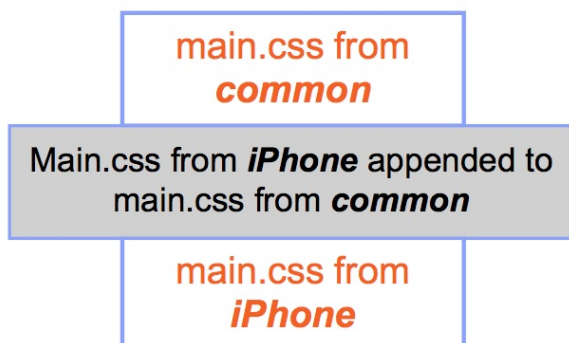 main.css from
common
Main.css from iPhone appended to
main.css from common
main.css from
iPhone